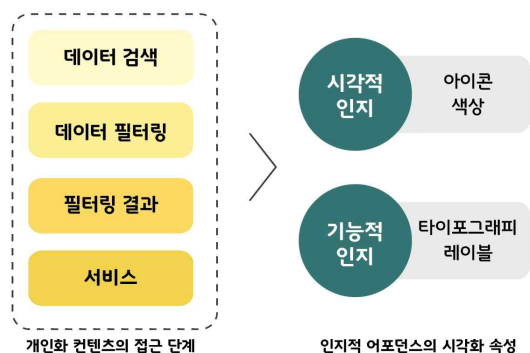 데이터 검색
데이터 필터링
필터링 결과
서비스
개인화 컨텐츠의 접근 단계
시각적
인지
아이콘
색상
기능적
인지
타이포그래피
레이블
인지적 어포던스의 시각화 속성